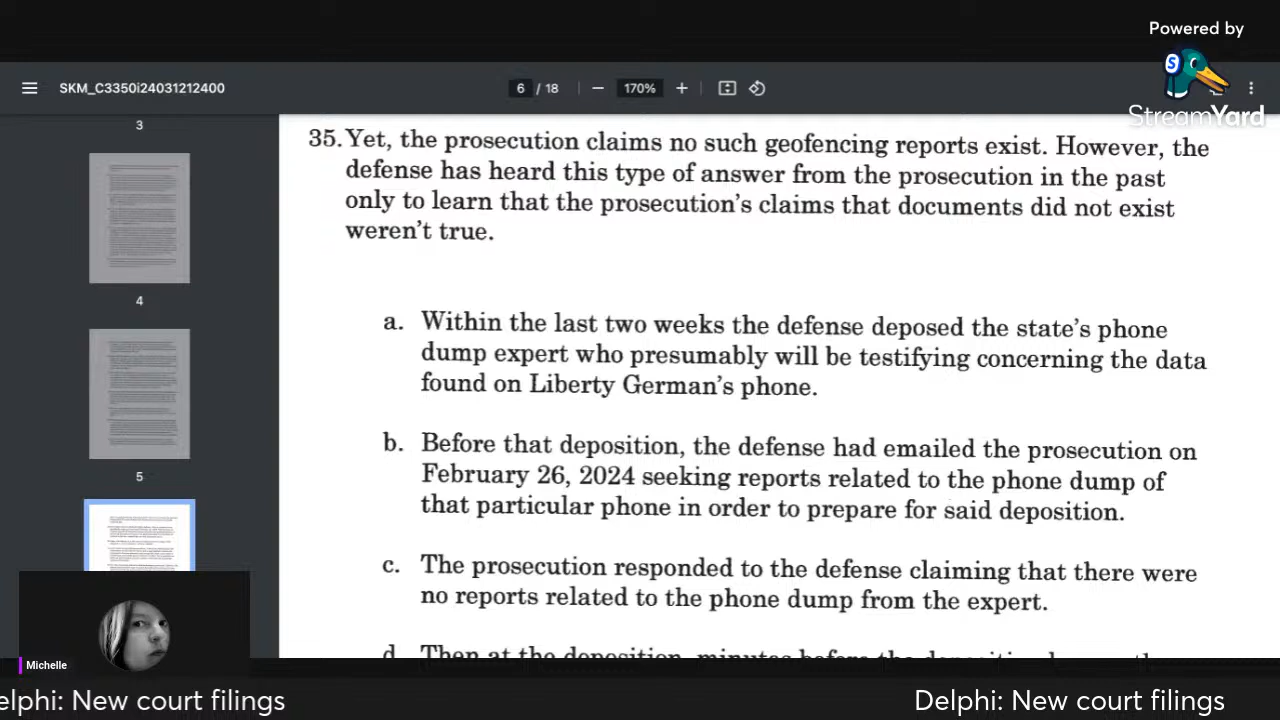 Powered by
StreamYard
SKM_C3350i24031212400
6 / 18
170%
3
4
5
35. Yet, the prosecution claims no such geofencing reports exist. However, the
defense has heard this type of answer from the prosecution in the past
only to learn that the prosecution's claims that documents did not exist
weren't true.
a. Within the last two weeks the defense deposed the state's phone
dump expert who presumably will be testifying concerning the data
found on Liberty German's phone.
b. Before that deposition, the defense had emailed the prosecution on
February 26, 2024 seeking reports related to the phone dump of
that particular phone in order to prepare for said deposition.
c. The prosecution responded to the defense claiming that there were
no reports related to the phone dump from the expert.
d. Then at the deposition, minutes before the
Michelle
elphi: New court filings
Delphi: New court filings